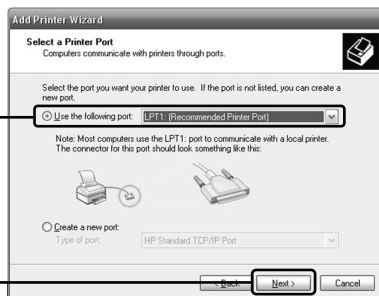 Add Printer Wizard
Select a Printer Port
Computers communicate with printers through ports.
Select the port you want your printer to use. If the port is not listed, you can create a
new port.
Use the following port: LPT1: (Recommended Printer Port)
Note: Most computers use the LPT1: port to communicate with a local printer.
The connector for this port should look something like this:
Create a new port:
Type of port: HP Standard TCP/IP Port
< Back Next > Cancel